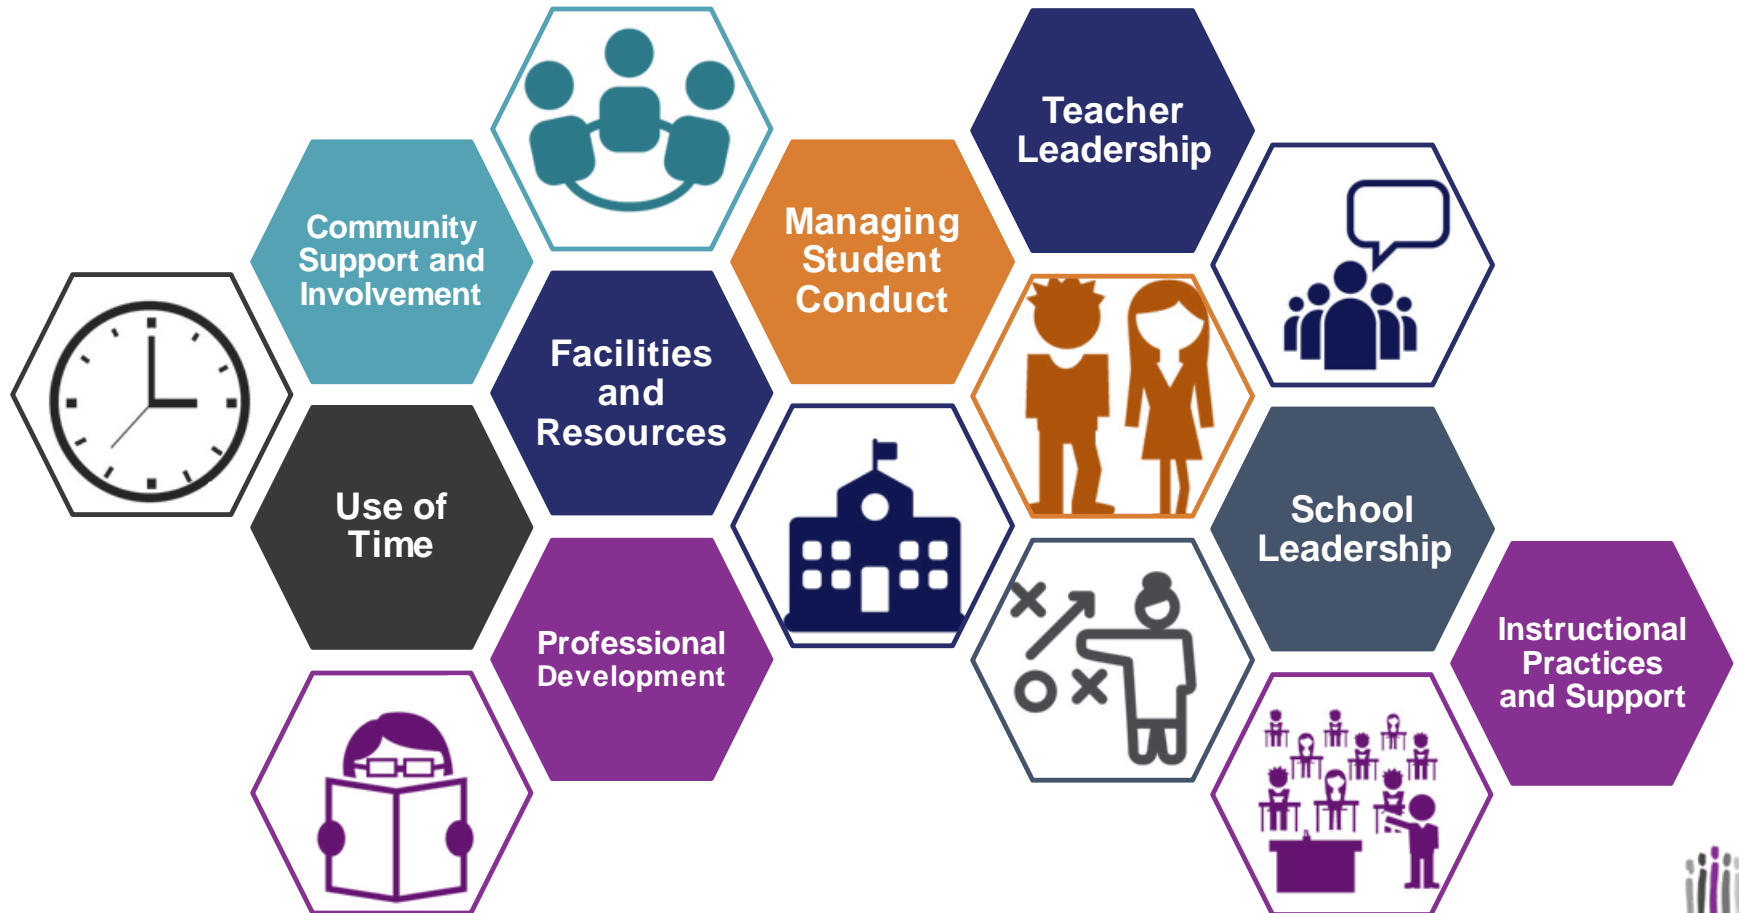 Teacher
Leadership
Community
Support and
Involvement
Managing
Student
Conduct
Facilities
and
Resources
Use of
Time
School
Leadership
Professional
Development
Instructional
Practices
and Support